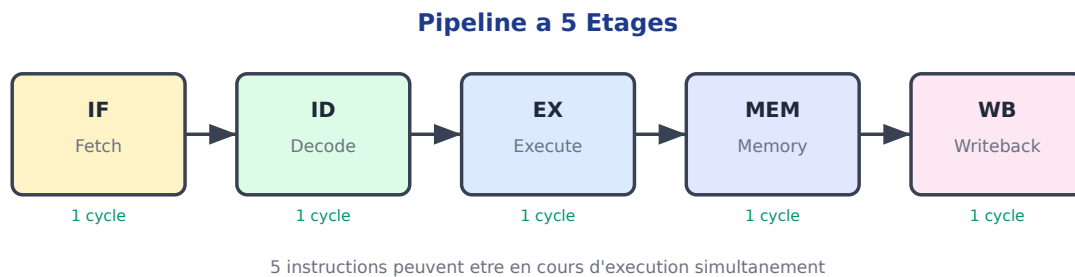 Pipeline a 5 Etages
IF
Fetch
1 cycle
ID
Decode
1 cycle
EX
Execute
1 cycle
MEM
Memory
1 cycle
WB
Writeback
1 cycle
5 instructions peuvent etre en cours d'execution simultanement